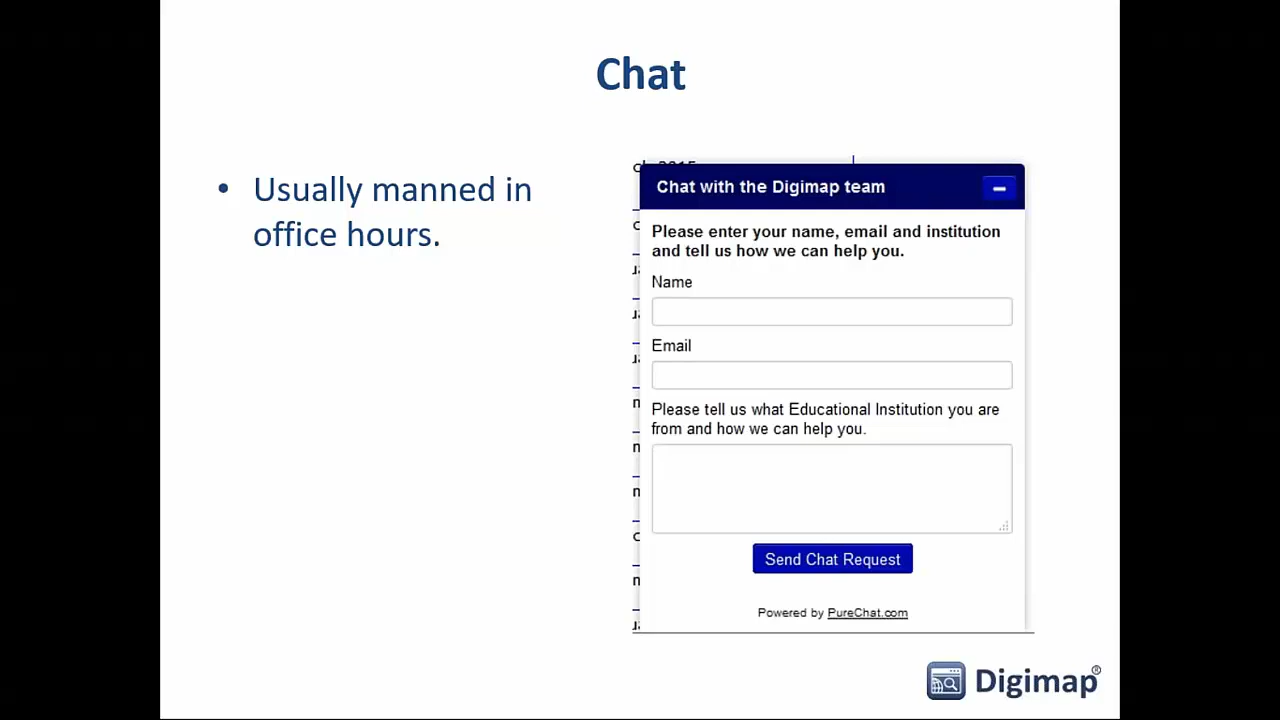 Chat
• Usually manned in
office hours.
Chat with the Digimap team
Please enter your name, email and institution
and tell us how we can help you.
Name
Email
Please tell us what Educational Institution you are
from and how we can help you.
Send Chat Request
Powered by PureChat.com
Digimap®